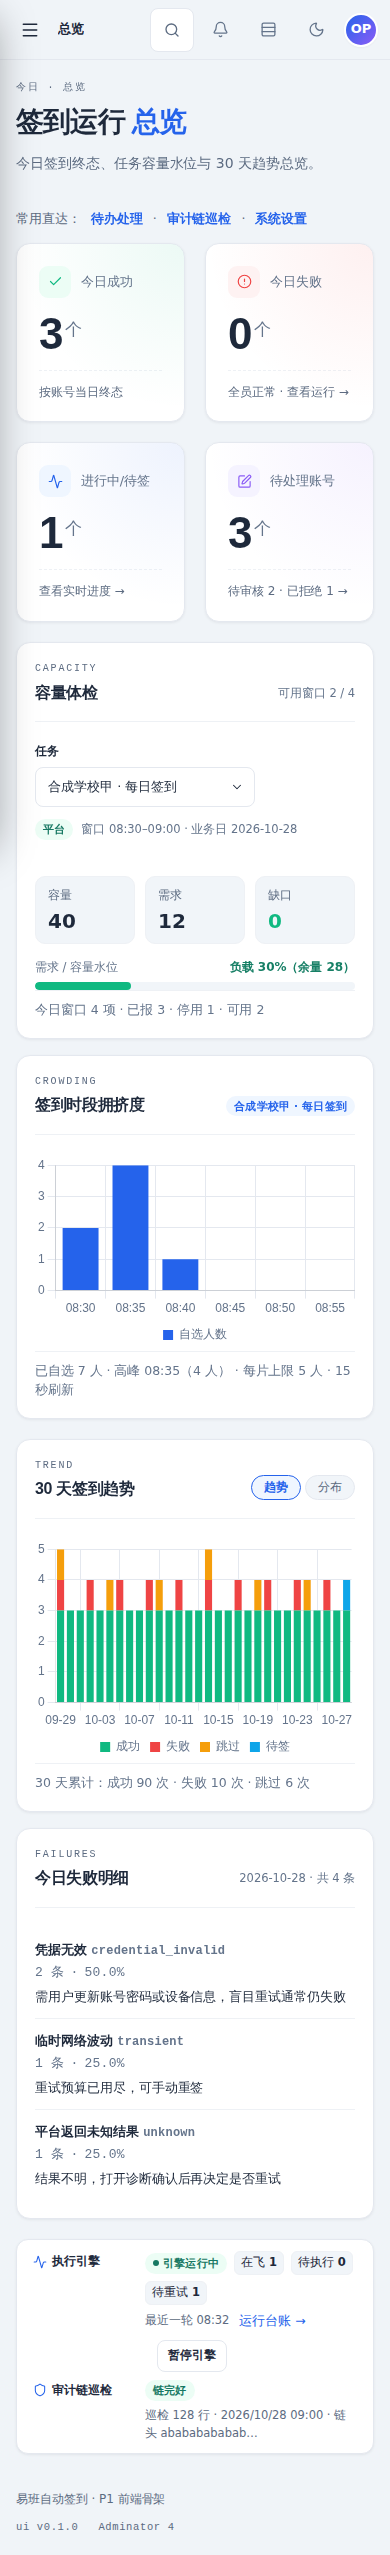 总览
OP
今日 · 总览
签到运行 总览
今日签到终态、任务容量水位与 30 天趋势总览。
常用直达： 待办处理 · 审计链巡检 · 系统设置
今日成功
3个
按账号当日终态
今日失败
0个
全员正常 · 查看运行 →
进行中/待签
1个
查看实时进度 →
待处理账号
3个
待审核 2 · 已拒绝 1 →
CAPACITY
容量体检
可用窗口 2 / 4
任务
合成学校甲 · 每日签到
平台 窗口 08:30–09:00 · 业务日 2026-10-28
容量
40
需求
12
缺口
0
需求 / 容量水位 负载 30%（余量 28）
今日窗口 4 项 · 已报 3 · 停用 1 · 可用 2
CROWDING
签到时段拥挤度
合成学校甲 · 每日签到
4
3
2
1
0
08:30 08:35 08:40 08:45 08:50 08:55
自选人数
已自选 7 人 · 高峰 08:35（4 人） · 每片上限 5 人 · 15
秒刷新
TREND
30 天签到趋势
趋势 分布
5
4
3
2
1
0
09-29 10-03 10-07 10-11 10-15 10-19 10-23 10-27
成功 失败 跳过 待签
30 天累计：成功 90 次 · 失败 10 次 · 跳过 6 次
FAILURES
今日失败明细
2026-10-28 · 共 4 条
凭据无效 credential_invalid
2 条 · 50.0%
需用户更新账号密码或设备信息，盲目重试通常仍失败
临时网络波动 transient
1 条 · 25.0%
重试预算已用尽，可手动重签
平台返回未知结果 unknown
1 条 · 25.0%
结果不明，打开诊断确认后再决定是否重试
执行引擎
引擎运行中 在飞 1 待执行 0
待重试 1
最近一轮 08:32 运行台账 →
暂停引擎
审计链巡检
链完好
巡检 128 行 · 2026/10/28 09:00 · 链
头 ababababab…
易班自动签到 · P1 前端骨架
ui v0.1.0 Adminator 4